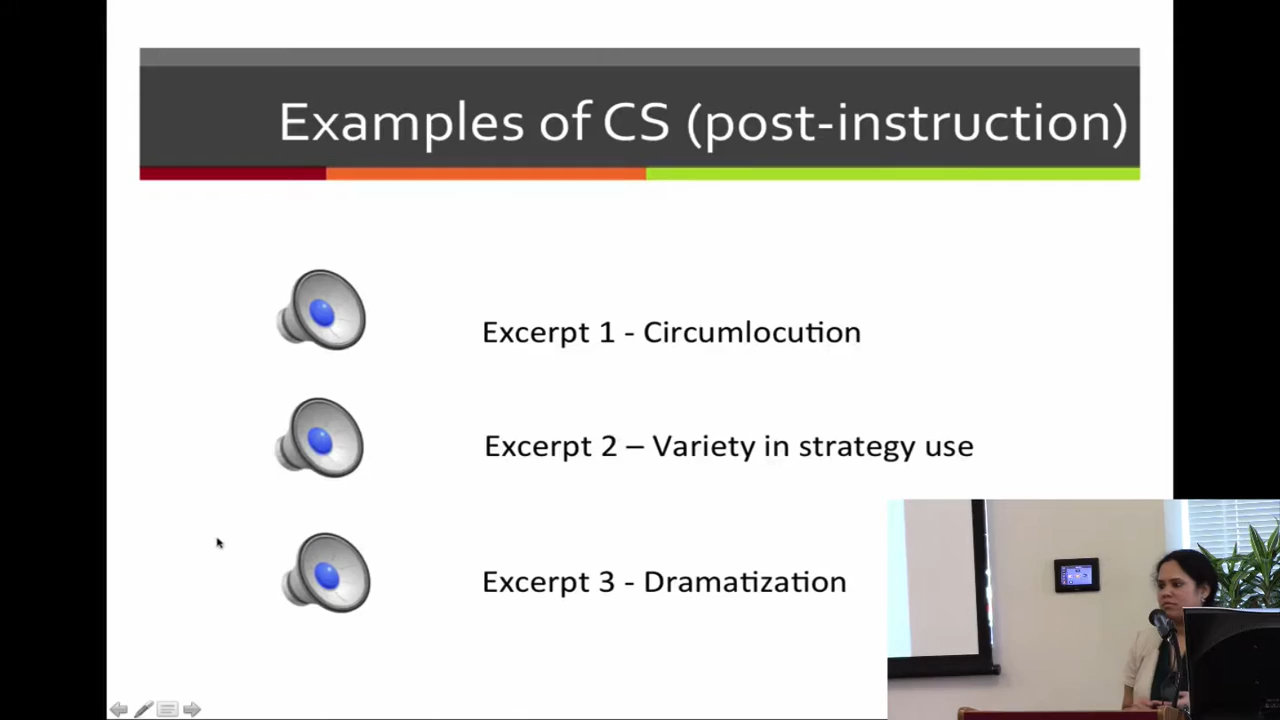 Examples of CS (post-instruction)
Excerpt 1 - Circumlocution
Excerpt 2 – Variety in strategy use
Excerpt 3 - Dramatization